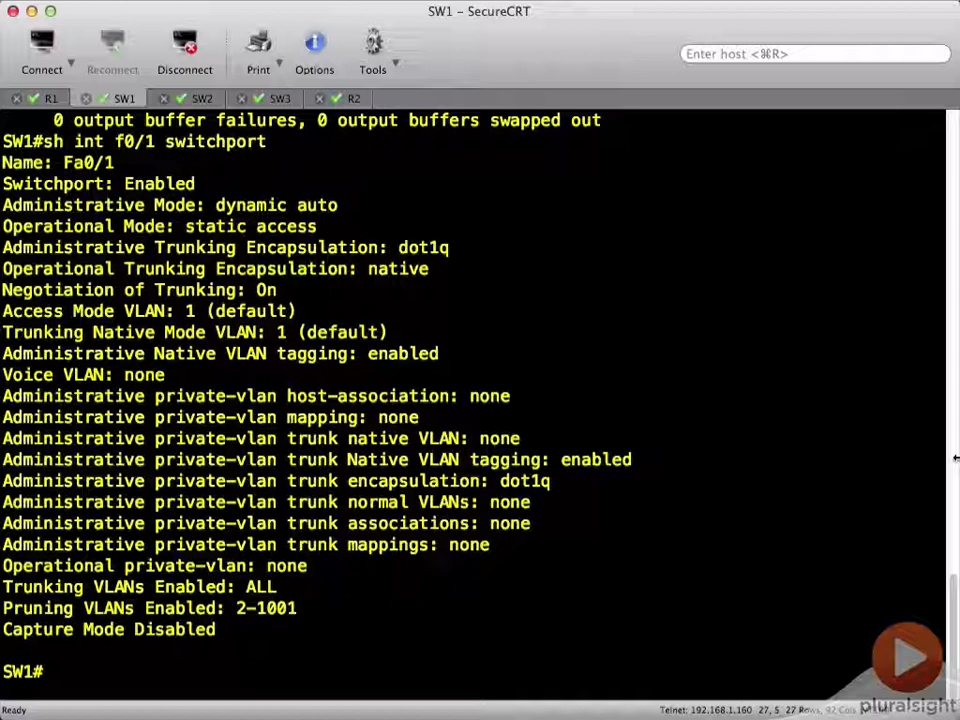 SW1 - SecureCRT
Enter host <⌘R>
Connect Reconnect Disconnect Print Options Tools
R1 SW1 SW2 SW3 R2
0 output buffer failures, 0 output buffers swapped out
SW1#sh int f0/1 switchport
Name: Fa0/1
Switchport: Enabled
Administrative Mode: dynamic auto
Operational Mode: static access
Administrative Trunking Encapsulation: dot1q
Operational Trunking Encapsulation: native
Negotiation of Trunking: On
Access Mode VLAN: 1 (default)
Trunking Native Mode VLAN: 1 (default)
Administrative Native VLAN tagging: enabled
Voice VLAN: none
Administrative private-vlan host-association: none
Administrative private-vlan mapping: none
Administrative private-vlan trunk native VLAN: none
Administrative private-vlan trunk Native VLAN tagging: enabled
Administrative private-vlan trunk encapsulation: dot1q
Administrative private-vlan trunk normal VLANs: none
Administrative private-vlan trunk associations: none
Administrative private-vlan trunk mappings: none
Operational private-vlan: none
Trunking VLANs Enabled: ALL
Pruning VLANs Enabled: 2-1001
Capture Mode Disabled
SW1#
Ready
Telnet: 192.168.1.160 27, 5 27 Rows, 92 Cols
pluralsight